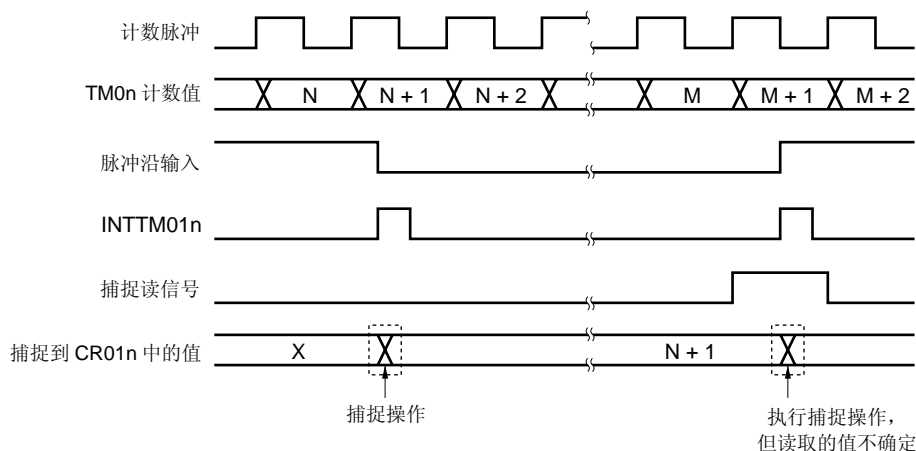 计数脉冲
TM0n 计数值
N
N + 1
N + 2
M
M + 1
M + 2
脉冲沿输入
INTTM01n
捕捉读信号
捕捉到 CR01n 中的值
X
N + 1
捕捉操作
执行捕捉操作，
但读取的值不确定